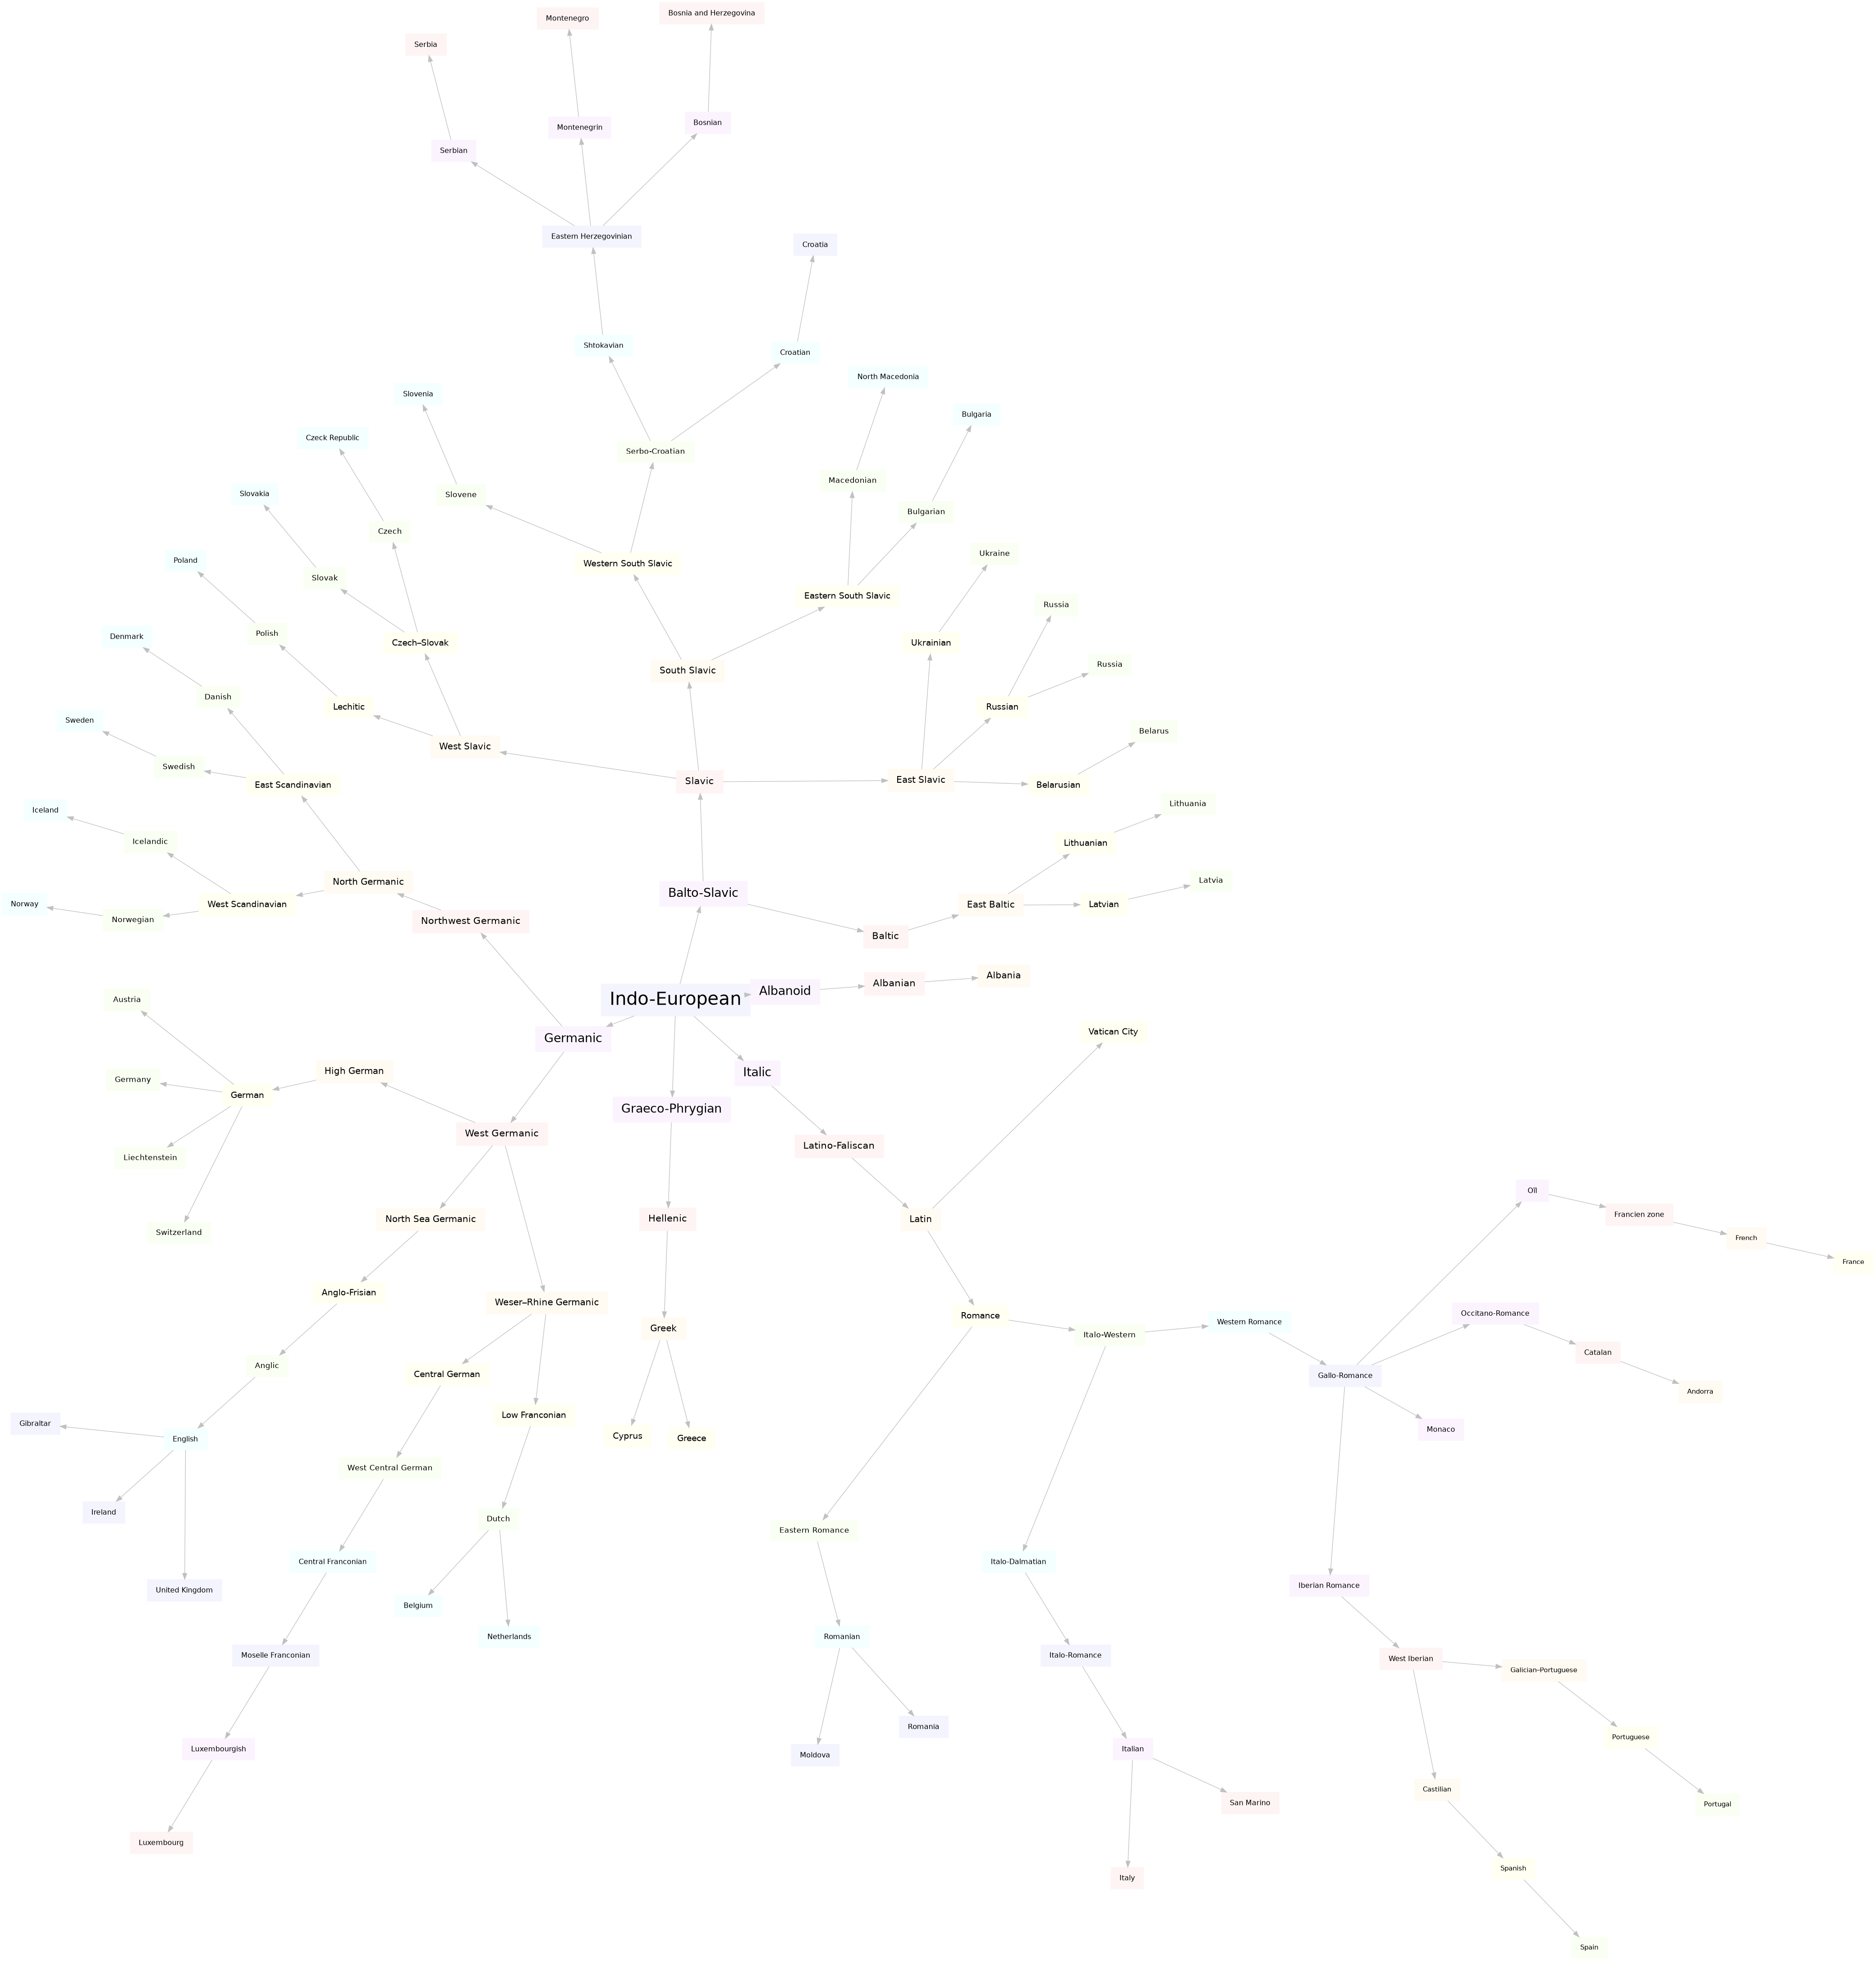 Bosnia and Herzegovina
Montenegro
Serbia
Bosnian
Montenegrin
Serbian
Eastern Herzegovinian
Croatia
Shtokavian
Croatian
North Macedonia
Slovenia
Bulgaria
Czeck Republic
Serbo-Croatian
Macedonian
Slovakia
Slovene
Bulgarian
Czech
Ukraine
Poland
Western South Slavic
Slovak
Eastern South Slavic
Russia
Polish
Denmark
Czech–Slovak
Ukrainian
Russia
South Slavic
Danish
Lechitic
Russian
Sweden
Belarus
West Slavic
Swedish
East Slavic
Slavic
East Scandinavian
Belarusian
Lithuania
Iceland
Icelandic
Lithuanian
Latvia
North Germanic
Balto-Slavic
Norway
West Scandinavian
East Baltic
Latvian
Norwegian
Northwest Germanic
Baltic
Albania
Albanian
Albanoid
Indo-European
Austria
Vatican City
Germanic
High German
Italic
Germany
German
Graeco-Phrygian
West Germanic
Latino-Faliscan
Liechtenstein
Oïl
Francien zone
Hellenic
North Sea Germanic
Latin
Switzerland
French
France
Anglo-Frisian
Weser–Rhine Germanic
Occitano-Romance
Romance
Western Romance
Greek
Italo-Western
Catalan
Anglic
Central German
Gallo-Romance
Andorra
Low Franconian
Gibraltar
Monaco
Cyprus
Greece
English
West Central German
Ireland
Dutch
Eastern Romance
Central Franconian
Italo-Dalmatian
Iberian Romance
United Kingdom
Belgium
Netherlands
Romanian
Moselle Franconian
Italo-Romance
West Iberian
Galician–Portuguese
Romania
Portuguese
Luxembourgish
Italian
Moldova
Castilian
San Marino
Portugal
Luxembourg
Spanish
Italy
Spain